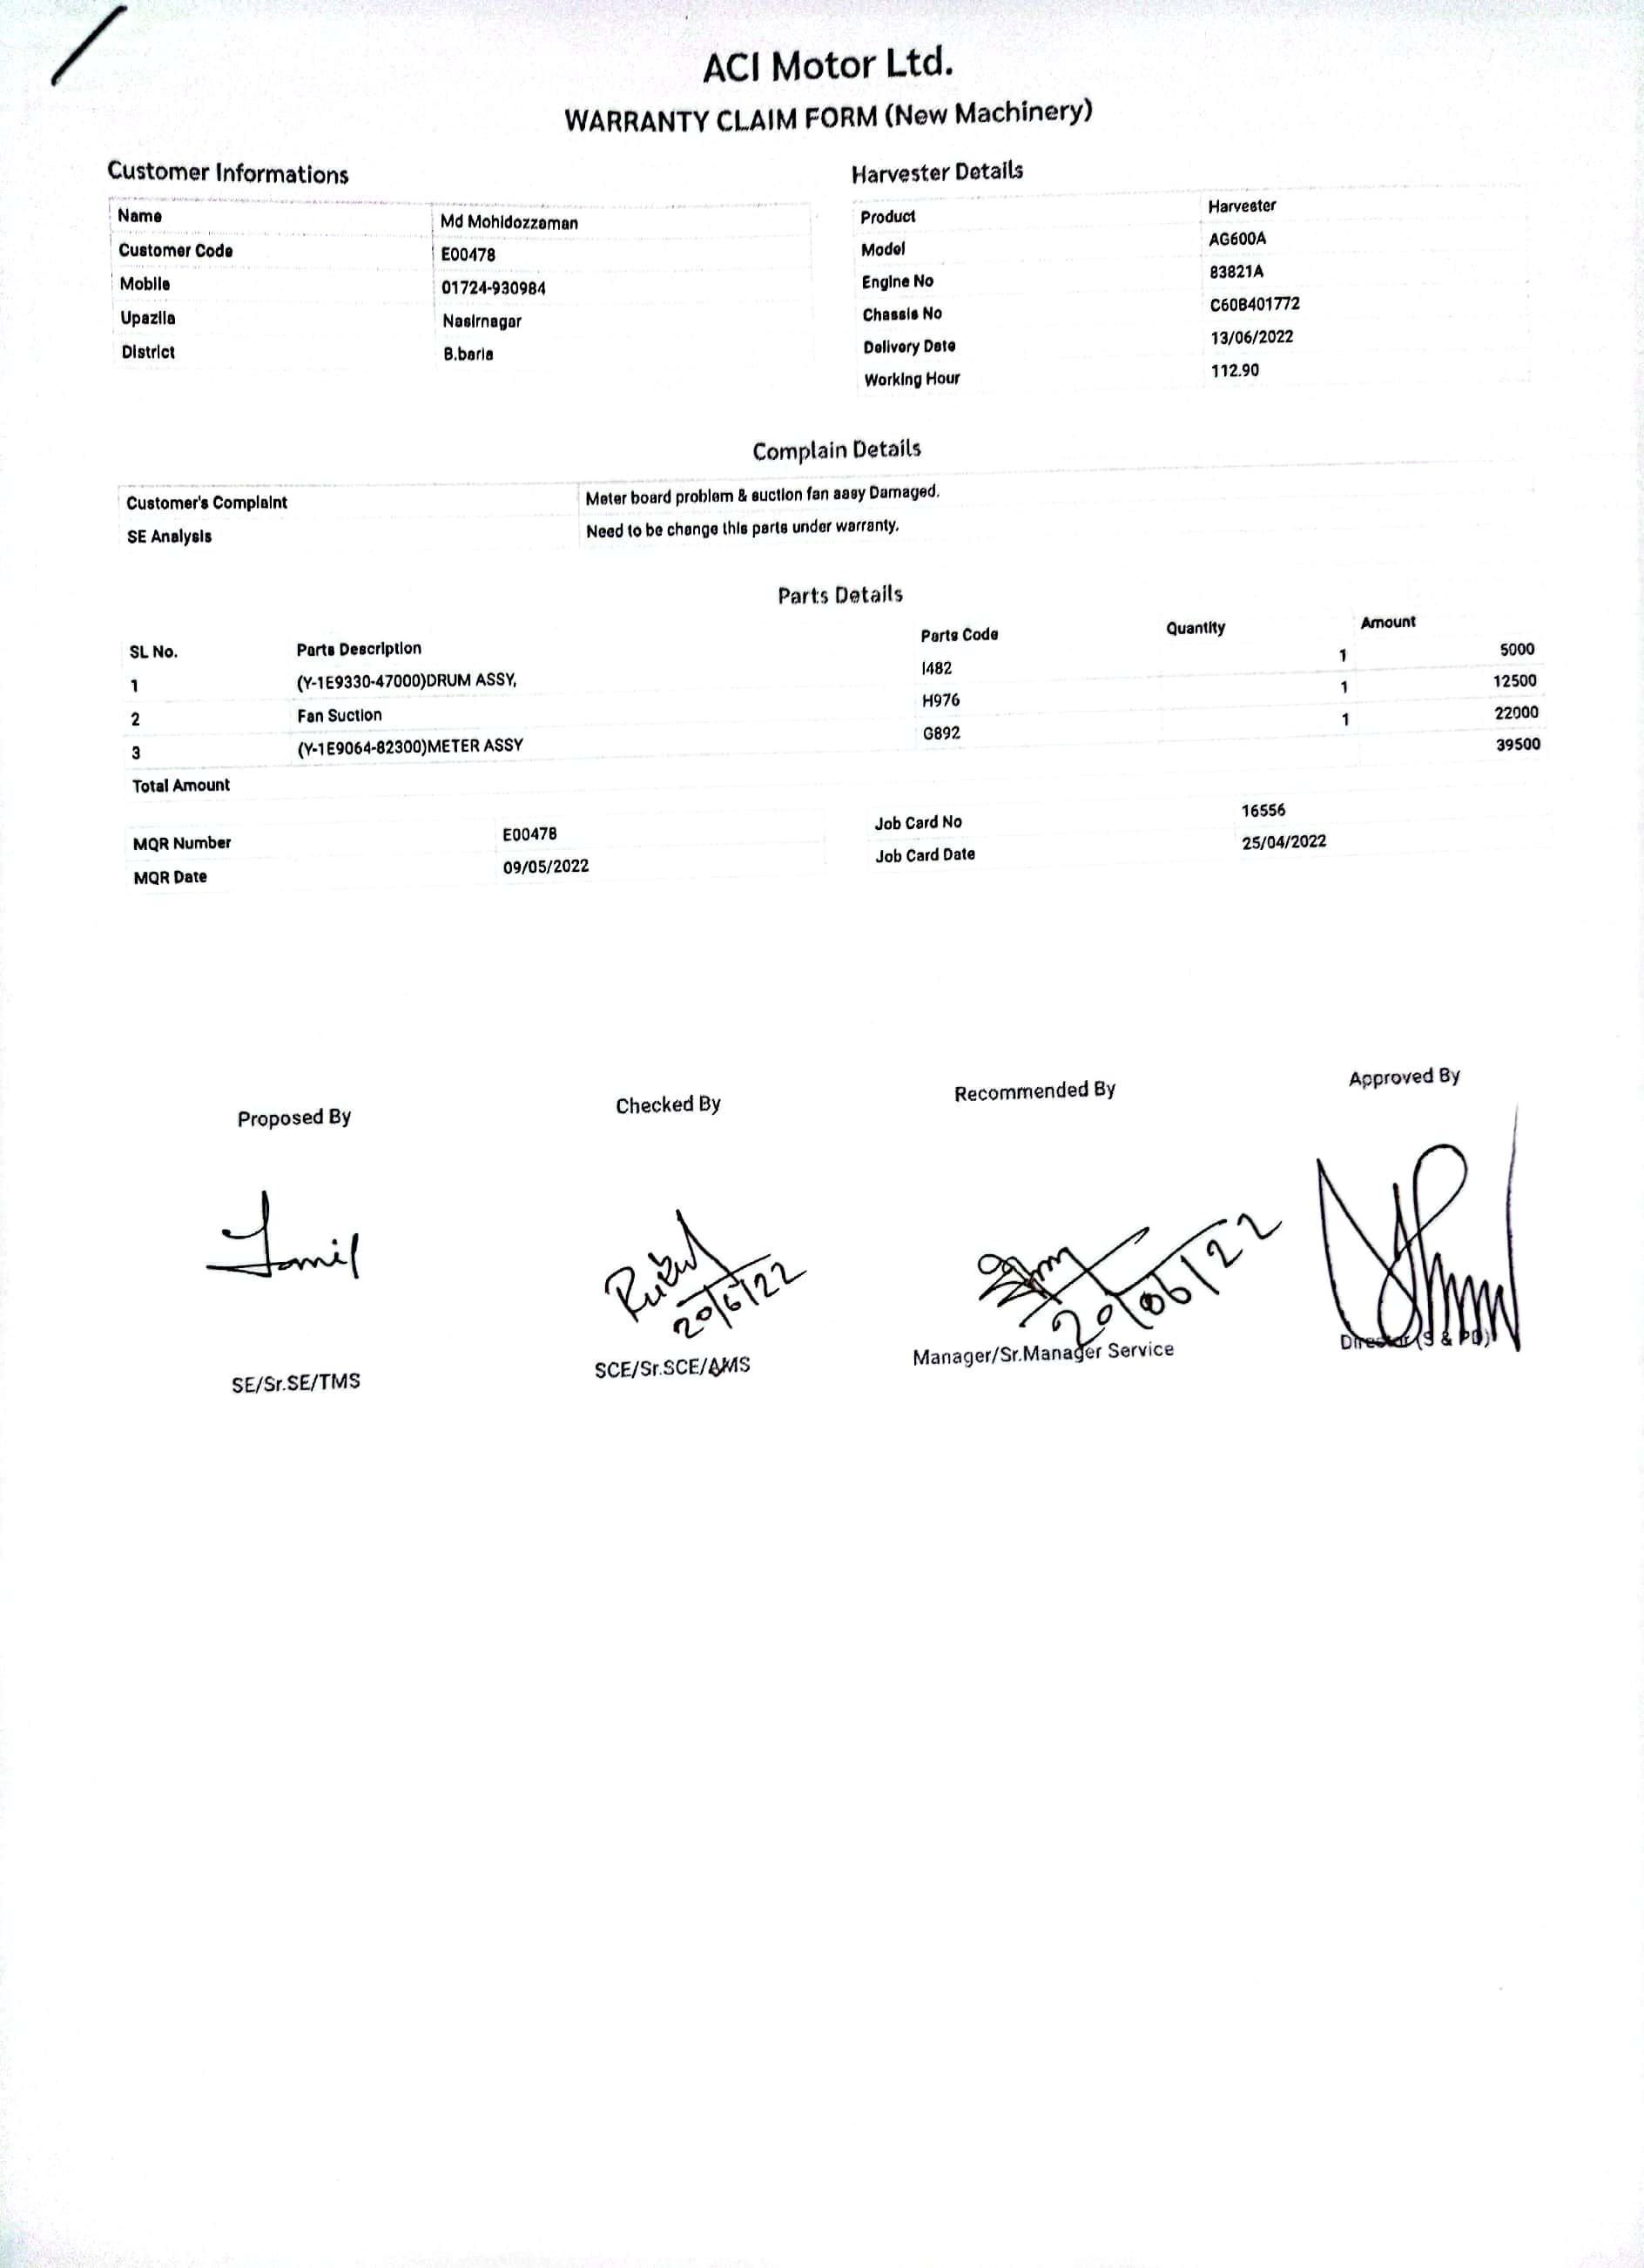 ACI Motor Ltd.
WARRANTY CLAIM FORM (New Machinery)
Customer Informations
Name Md Mohidozzaman
Customer Code E00478
Mobile 01724-930984
Upazila Nasirnagar
District B.baria
Harvester Details
Product Harvester
Model AG600A
Engine No 83821A
Chassis No C60B401772
Delivery Date 13/06/2022
Working Hour 112.90
Complain Details
Customer's Complaint Meter board problem & suction fan assy Damaged.
SE Analysis Need to be change this parts under warranty.
Parts Details
SL No. Parts Description Parts Code Quantity Amount
1 (Y-1E9330-47000)DRUM ASSY, I482 1 5000
2 Fan Suction H976 1 12500
3 (Y-1E9064-82300)METER ASSY G892 1 22000
Total Amount 39500
MQR Number E00478
MQR Date 09/05/2022
Job Card No 16556
Job Card Date 25/04/2022
Proposed By Checked By Recommended By Approved By
20/6/22 20/06/22
SE/Sr.SE/TMS SCE/Sr.SCE/AMS Manager/Sr.Manager Service Director (S & PD)